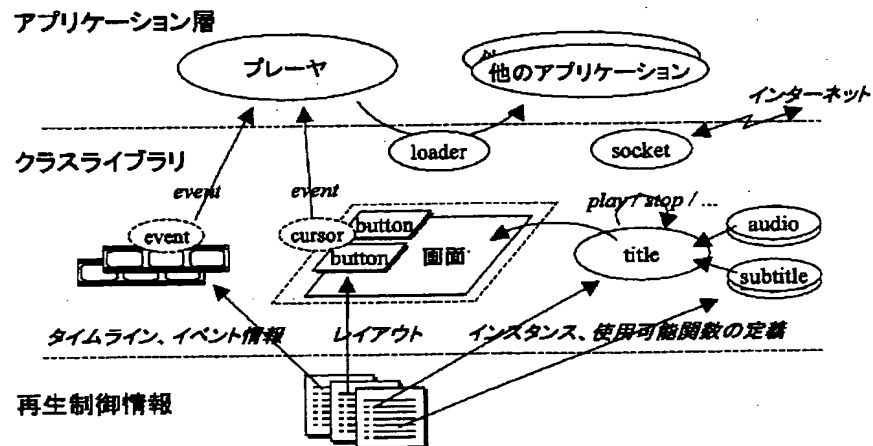 アプリケーション層
プレーヤ
他のアプリケーション
インターネット
loader
socket
クラスライブラリ
event
event
play / stop / ...
event
cursor
button
button
画面
title
audio
subtitle
タイムライン、イベント情報
レイアウト
インスタンス、使用可能関数の定義
再生制御情報